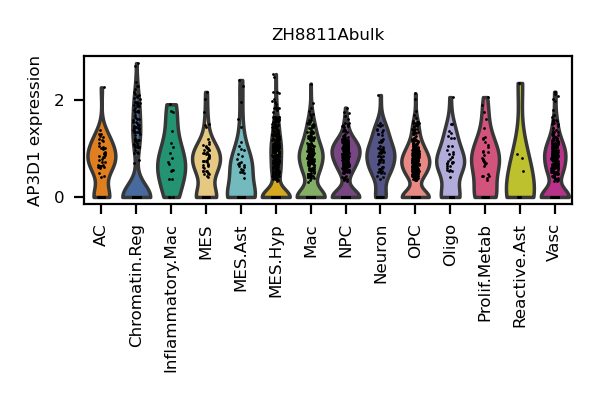 ZH8811Abulk
AP3D1 expression
2
0
AC
Chromatin.Reg
Inflammatory.Mac
MES
MES.Ast
MES.Hyp
Mac
NPC
Neuron
OPC
Oligo
Prolif.Metab
Reactive.Ast
Vasc